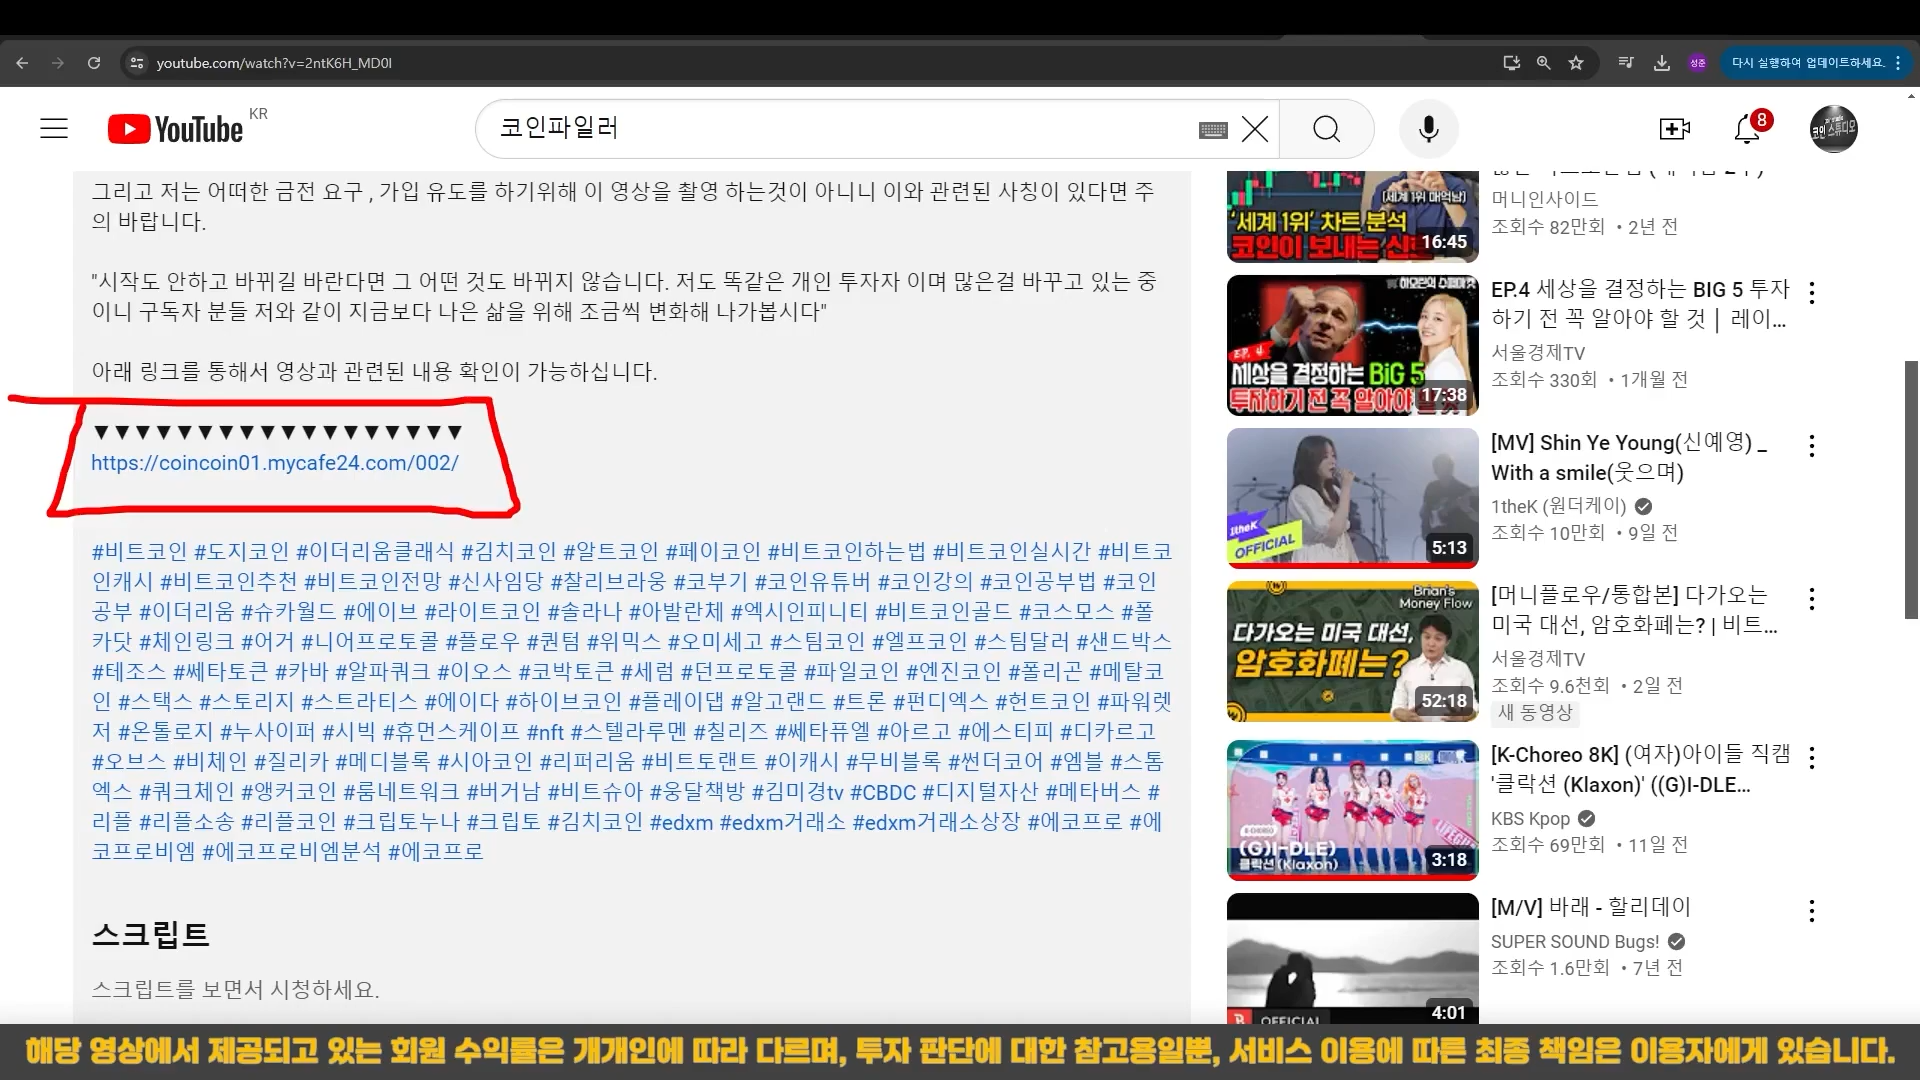 youtube.com/watch?v=2ntK6H_MD0I
성준
다시 실행하여 업데이트하세요.
YouTube KR
코인파일러
8
코인 스튜디오
그리고 저는 어떠한 금전 요구 , 가입 유도를 하기위해 이 영상을 촬영 하는것이 아니니 이와 관련된 사칭이 있다면 주
의 바랍니다.
"시작도 안하고 바뀌길 바란다면 그 어떤 것도 바뀌지 않습니다. 저도 똑같은 개인 투자자 이며 많은걸 바꾸고 있는 중
이니 구독자 분들 저와 같이 지금보다 나은 삶을 위해 조금씩 변화해 나가봅시다"
아래 링크를 통해서 영상과 관련된 내용 확인이 가능하십니다.
▼▼▼▼▼▼▼▼▼▼▼▼▼▼▼▼▼▼
https://coincoin01.mycafe24.com/002/
#비트코인 #도지코인 #이더리움클래식 #김치코인 #알트코인 #페이코인 #비트코인하는법 #비트코인실시간 #비트코
인캐시 #비트코인추천 #비트코인전망 #신사임당 #찰리브라웅 #코부기 #코인유튜버 #코인강의 #코인공부법 #코인
공부 #이더리움 #슈카월드 #에이브 #라이트코인 #솔라나 #아발란체 #엑시인피니티 #비트코인골드 #코스모스 #폴
카닷 #체인링크 #어거 #니어프로토콜 #플로우 #퀀텀 #위믹스 #오미세고 #스팀코인 #엘프코인 #스팀달러 #샌드박스
#테조스 #쎄타토큰 #카바 #알파쿼크 #이오스 #코박토큰 #세럼 #던프로토콜 #파일코인 #엔진코인 #폴리곤 #메탈코
인 #스택스 #스토리지 #스트라티스 #에이다 #하이브코인 #플레이댑 #알고랜드 #트론 #펀디엑스 #헌트코인 #파워렛
저 #온톨로지 #누사이퍼 #시빅 #휴먼스케이프 #nft #스텔라루멘 #칠리즈 #쎄타퓨엘 #아르고 #에스티피 #디카르고
#오브스 #비체인 #질리카 #메디블록 #시아코인 #리퍼리움 #비트토랜트 #이캐시 #무비블록 #썬더코어 #엠블 #스톰
엑스 #쿼크체인 #앵커코인 #룸네트워크 #버거남 #비트슈아 #웅달책방 #김미경tv #CBDC #디지털자산 #메타버스 #
리플 #리플소송 #리플코인 #크립토누나 #크립토 #김치코인 #edxm #edxm거래소 #edxm거래소상장 #에코프로 #에
코프로비엠 #에코프로비엠분석 #에코프로
스크립트
스크립트를 보면서 시청하세요.
[세계 1위 매억남]
'세계 1위' 차트 분석
코인이 보내는 신
16:45
머니인사이드
조회수 82만회 • 2년 전
EP. 4
세상을 결정하는 BiG 5
투자하기 전 꼭 알아야
17:38
EP.4 세상을 결정하는 BIG 5 투자
하기 전 꼭 알아야 할 것 | 레이...
서울경제TV
조회수 330회 • 1개월 전
1theK
OFFICIAL
5:13
[MV] Shin Ye Young(신예영) _
With a smile(웃으며)
1theK (원더케이)
조회수 10만회 • 9일 전
Brian's
Money Flow
다가오는 미국 대선,
암호화폐는?
52:18
[머니플로우/통합본] 다가오는
미국 대선, 암호화폐는? | 비트...
서울경제TV
조회수 9.6천회 • 2일 전
새 동영상
8K
K-CHOREO
(G)I-DLE
클락션(Klaxon)
3:18
[K-Choreo 8K] (여자)아이들 직캠
'클락션 (Klaxon)' ((G)I-DLE...
KBS Kpop
조회수 69만회 • 11일 전
OFFICIAL
4:01
[M/V] 바래 - 할리데이
SUPER SOUND Bugs!
조회수 1.6만회 • 7년 전
해당 영상에서 제공되고 있는 회원 수익률은 개개인에 따라 다르며, 투자 판단에 대한 참고용일뿐, 서비스 이용에 따른 최종 책임은 이용자에게 있습니다.